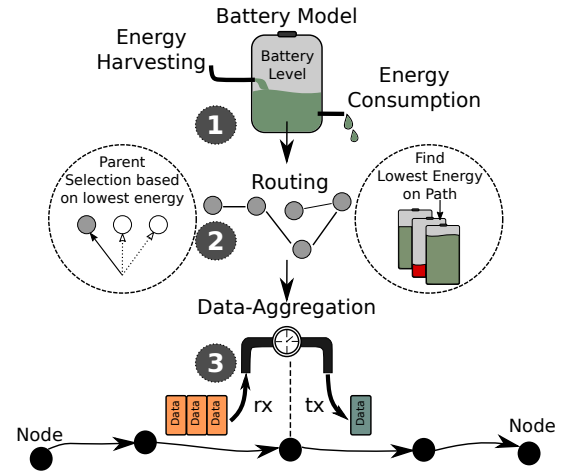 Battery Model
Energy
Harvesting
Battery
Level
Energy
Consumption
1
Parent
Selection based
on lowest energy
Routing
Find
Lowest Energy
on Path
2
Data-Aggregation
3
Data
Data
Data
rx
tx
Data
Node
Node